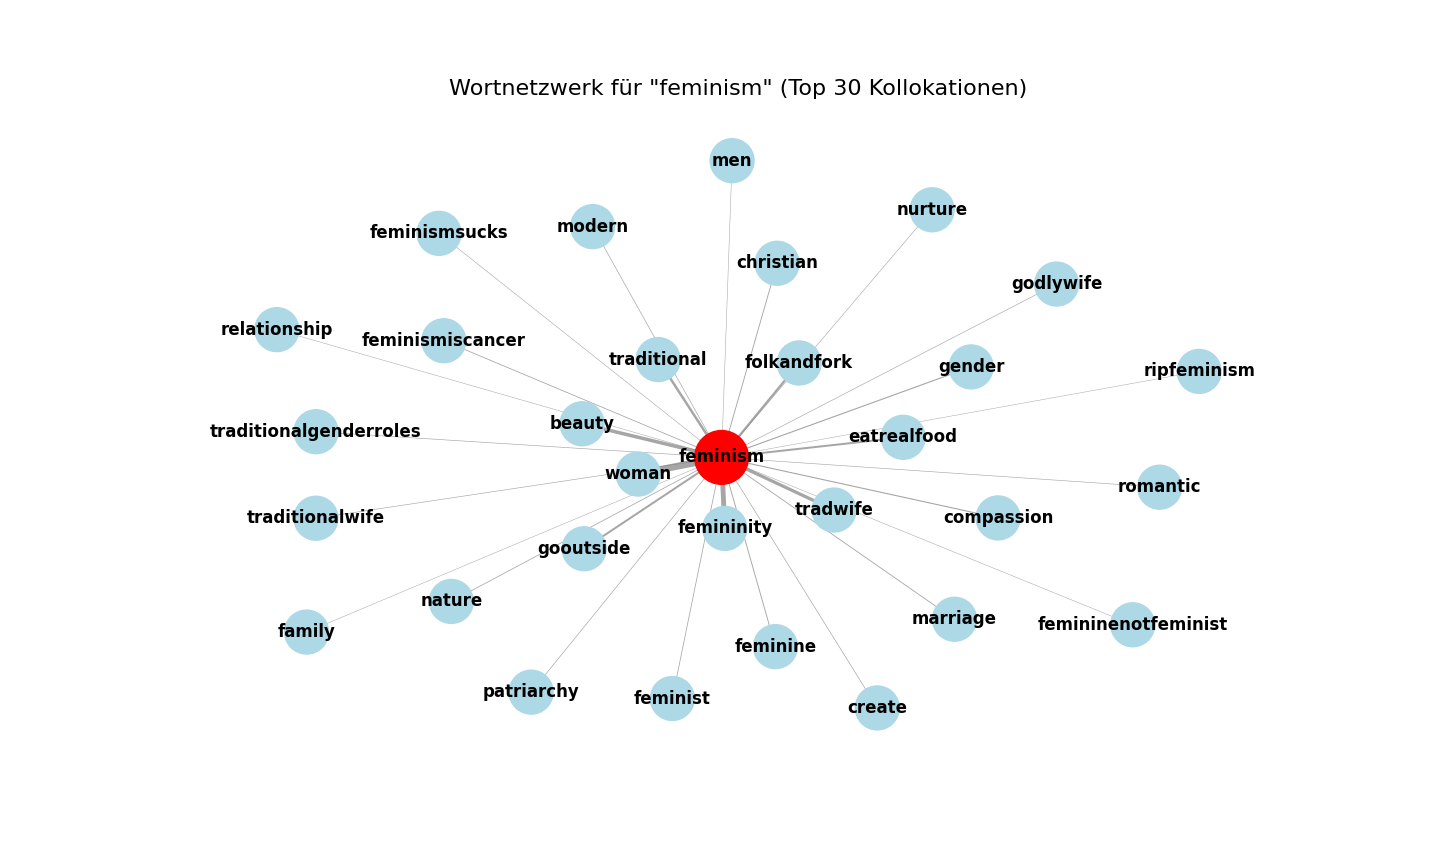 Wortnetzwerk für "feminism" (Top 30 Kollokationen)
men
nurture
modern
feminismsucks
christian
godlywife
relationship
feminismiscancer
traditional
folkandfork
gender
ripfeminism
beauty
traditionalgenderroles
eatrealfood
feminism
woman
romantic
tradwife
compassion
traditionalwife
femininity
gooutside
nature
marriage
femininenotfeminist
family
feminine
patriarchy
feminist
create